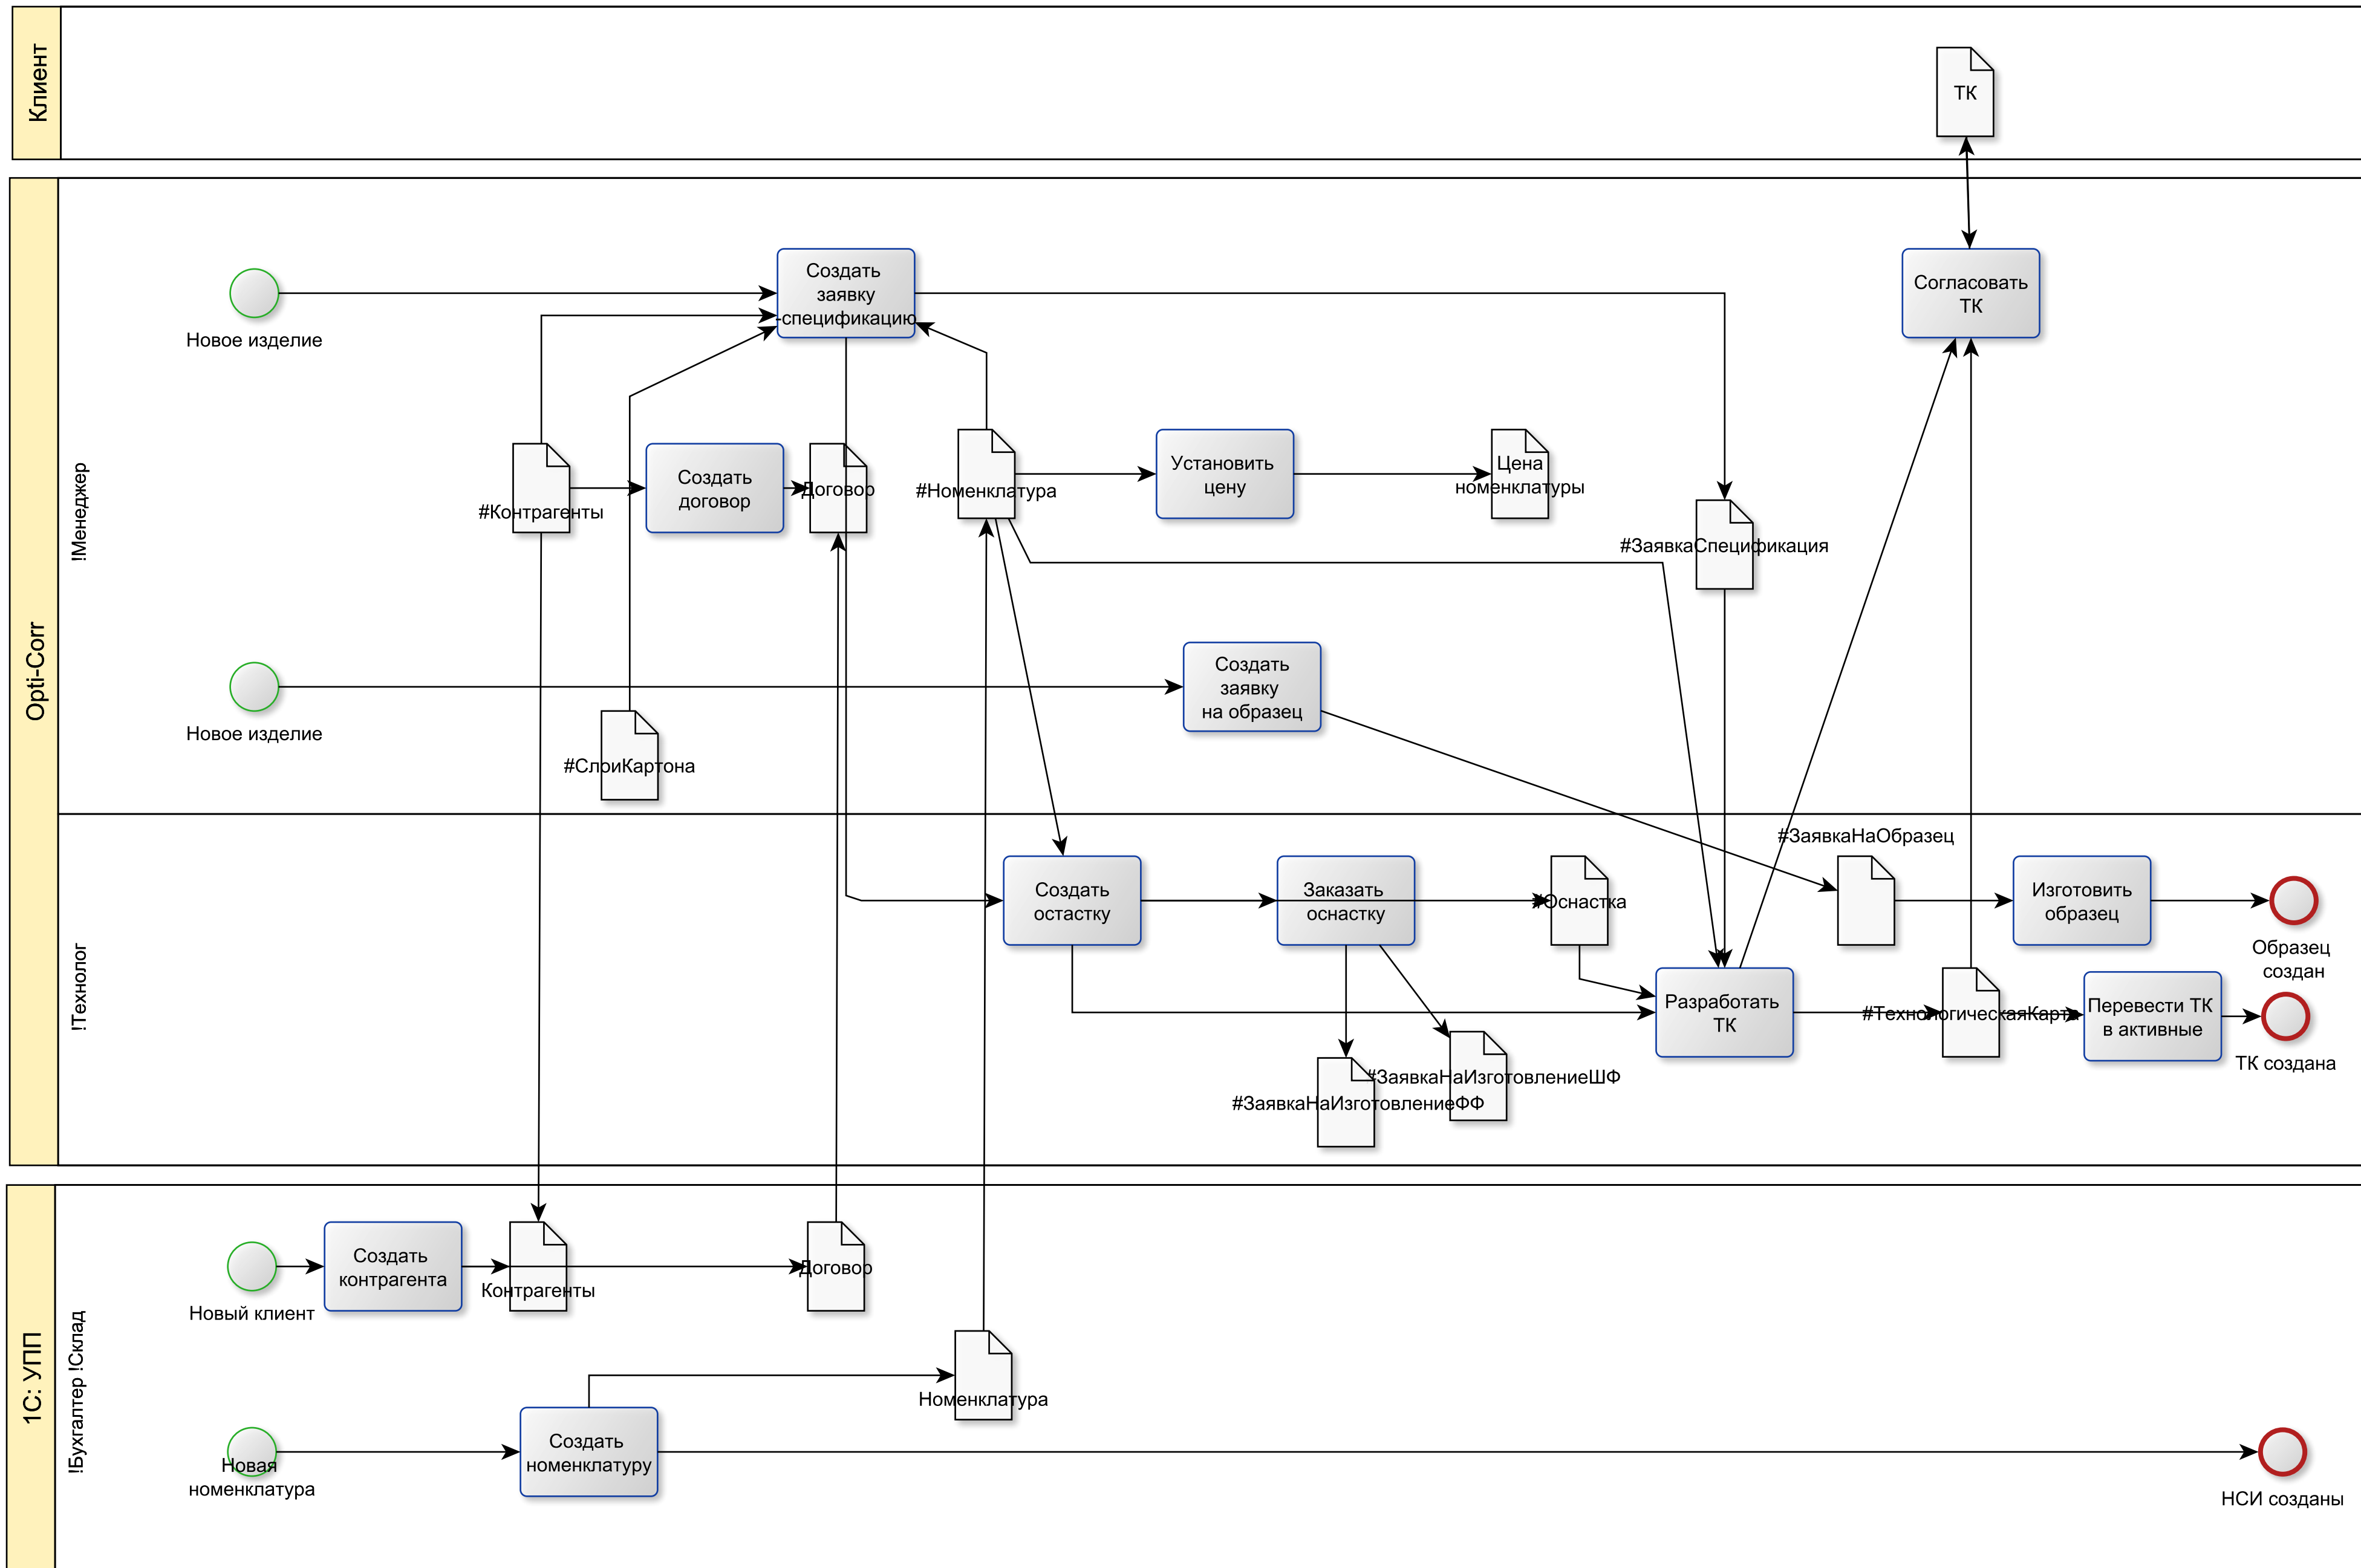 Клиент
ТК
Opti-Corr
!Менеджер
Новое изделие
Создать
заявку
-спецификацию
Согласовать
ТК
#Контрагенты
Создать
договор
Договор
#Номенклатура
Установить
цену
Цена
номенклатуры
#ЗаявкаСпецификация
Новое изделие
#СлоиКартона
Создать
заявку
на образец
!Технолог
Создать
остастку
Заказать
оснастку
#Оснастка
#ЗаявкаНаОбразец
Изготовить
образец
Образец
создан
Разработать
ТК
#ТехнологическаяКарта
Перевести ТК
в активные
ТК создана
#ЗаявкаНаИзготовлениеШФ
#ЗаявкаНаИзготовлениеФФ
1С: УПП
!Бухгалтер !Склад
Новый клиент
Создать
контрагента
Контрагенты
Договор
Номенклатура
Новая
номенклатура
Создать
номенклатуру
НСИ созданы